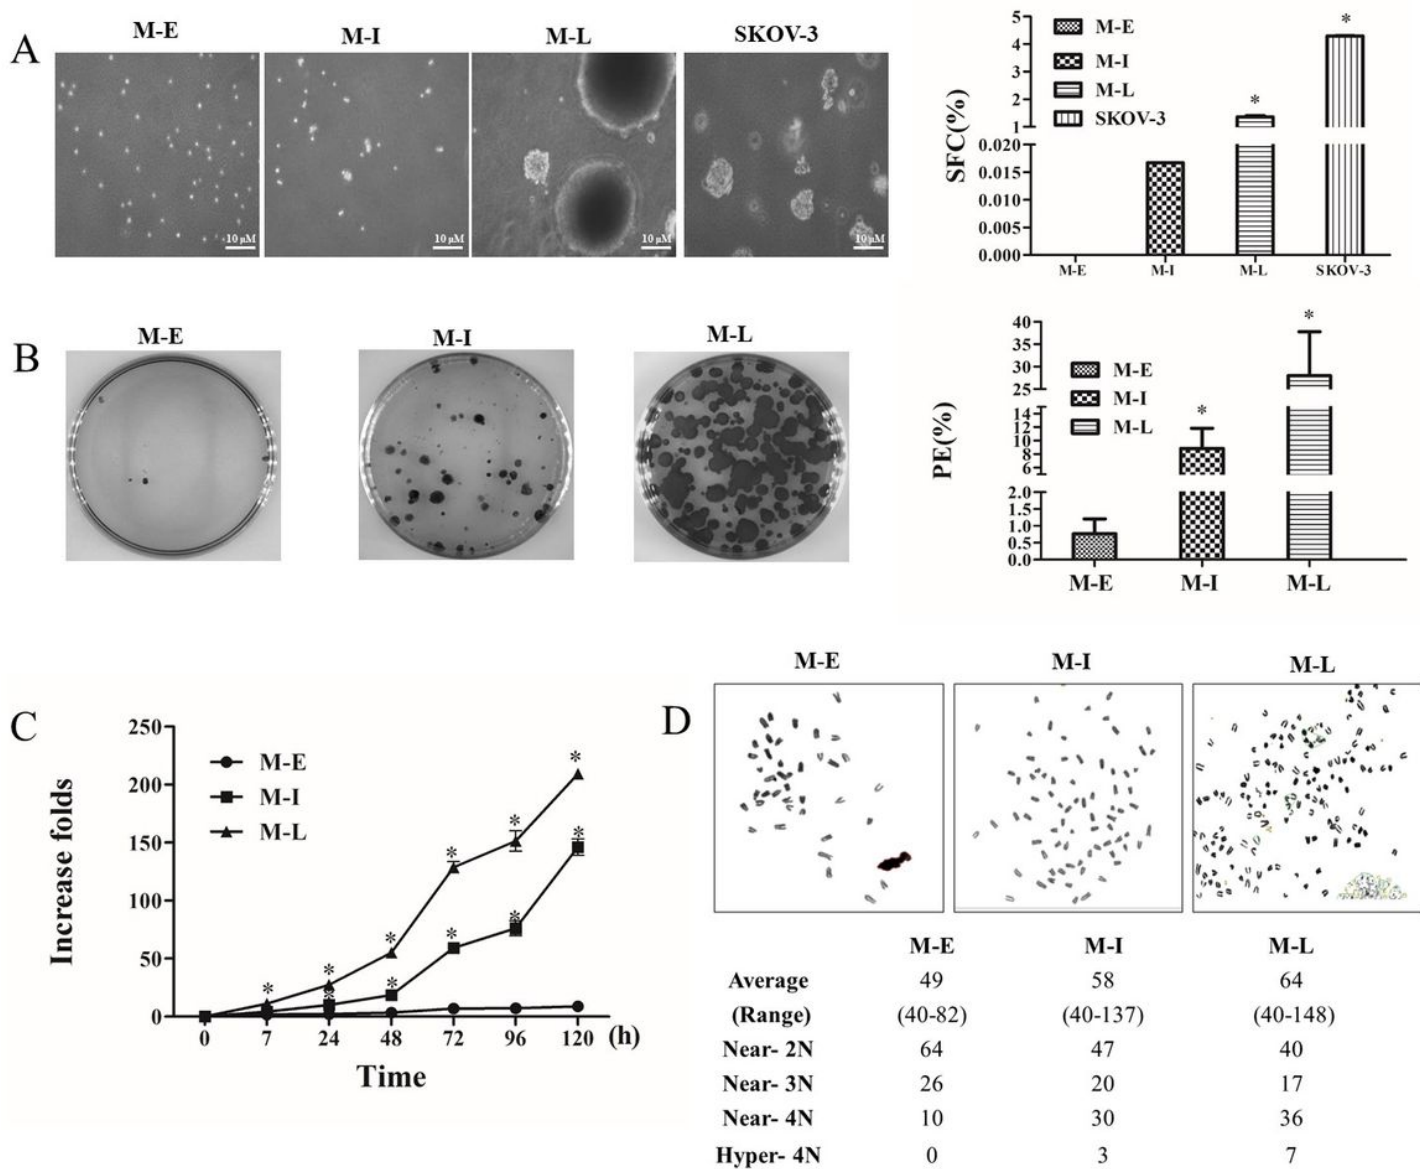 A
M-E
M-I
M-L
SKOV-3
10 µM
10 µM
10 µM
10 µM
SFC(%)
5
4
3
2
1
0.020
0.015
0.010
0.005
0.000
M-E
M-I
M-L
SKOV-3
*
*
M-E
M-I
M-L
SKOV-3
B
M-E
M-I
M-L
PE(%)
40
35
30
25
14
12
10
8
6
2.0
1.5
1.0
0.5
0.0
M-E
M-I
M-L
*
*
M-E
M-I
M-L
C
Increase folds
250
200
150
100
50
0
M-E
M-I
M-L
* * * * * *
* * * * *
0 7 24 48 72 96 120 (h)
Time
D
M-E M-I M-L
M-E M-I M-L
Average 49 58 64
(Range) (40-82) (40-137) (40-148)
Near- 2N 64 47 40
Near- 3N 26 20 17
Near- 4N 10 30 36
Hyper- 4N 0 3 7